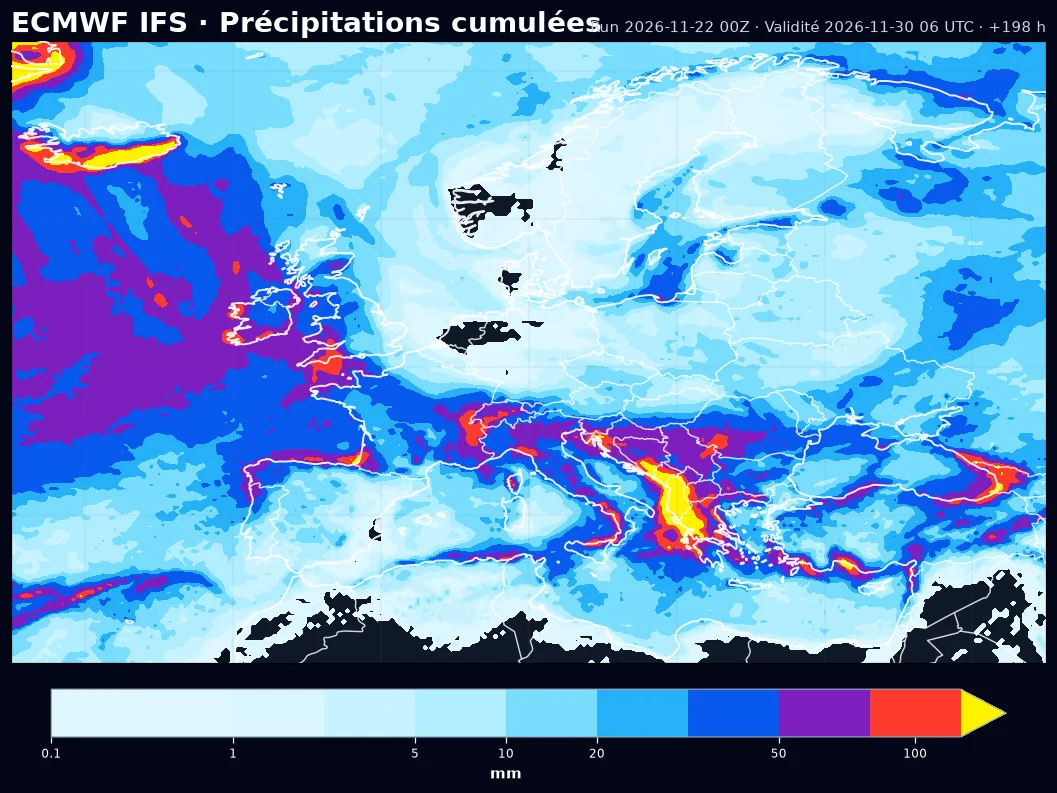 ECMWF IFS · Précipitations cumulées
Run 2026-11-22 00Z · Validité 2026-11-30 06 UTC · +198 h
0.1 1 5 10 20 50 100
mm